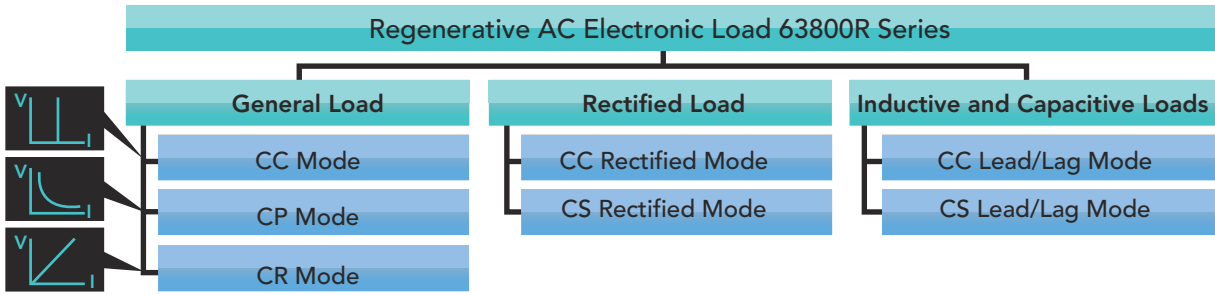 Regenerative AC Electronic Load 63800R Series
General Load
Rectified Load
Inductive and Capacitive Loads
V
I
CC Mode
CC Rectified Mode
CC Lead/Lag Mode
V
I
CP Mode
CS Rectified Mode
CS Lead/Lag Mode
V
I
CR Mode